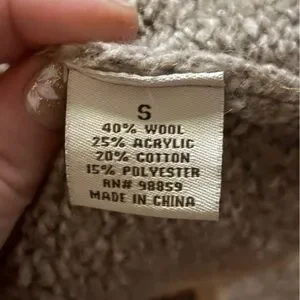 S
40% WOOL
25% ACRYLIC
20% COTTON
15% POLYESTER
RN# 98859
MADE IN CHINA